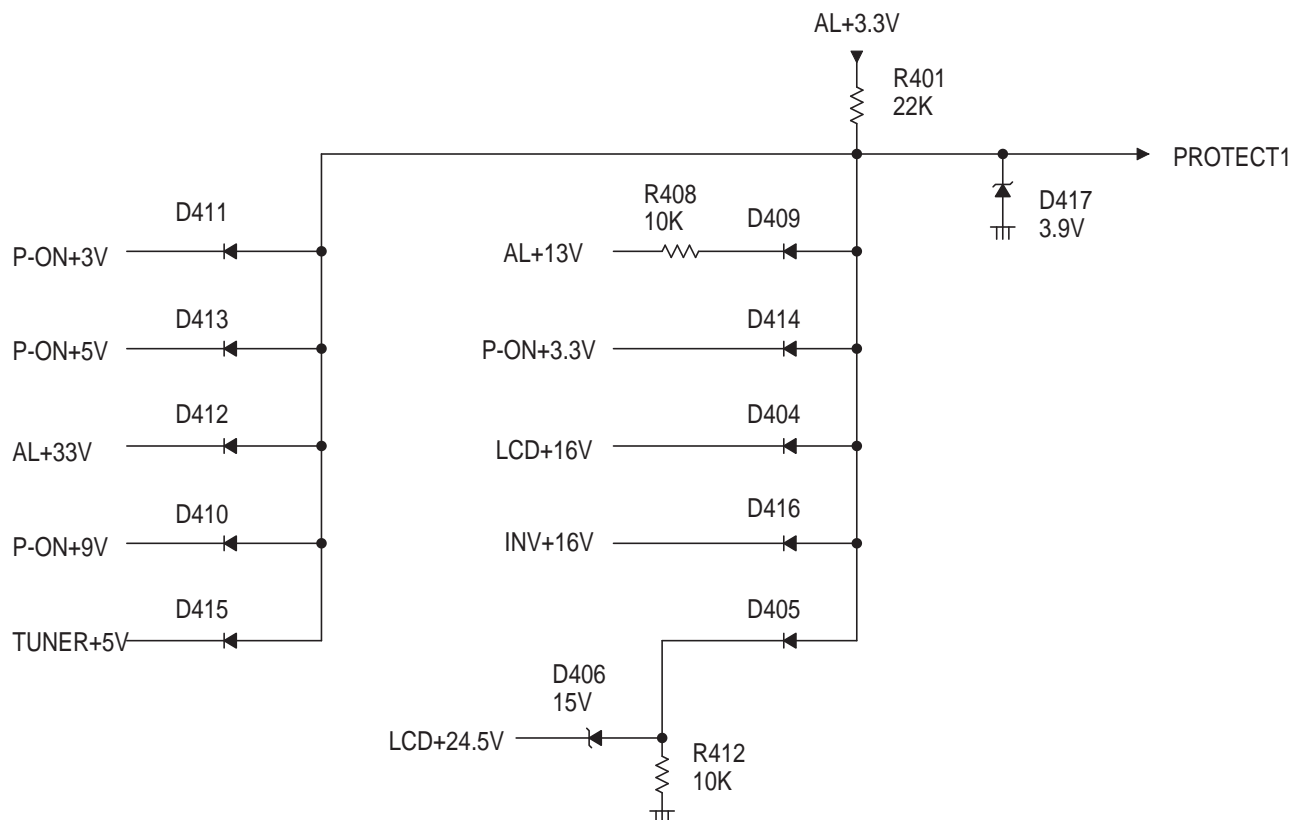 AL+3.3V
R401
22K
PROTECT1
D417
3.9V
D411
P-ON+3V
D413
P-ON+5V
D412
AL+33V
D410
P-ON+9V
D415
TUNER+5V
R408
10K
D409
AL+13V
D414
P-ON+3.3V
D404
LCD+16V
D416
INV+16V
D405
D406
15V
LCD+24.5V
R412
10K